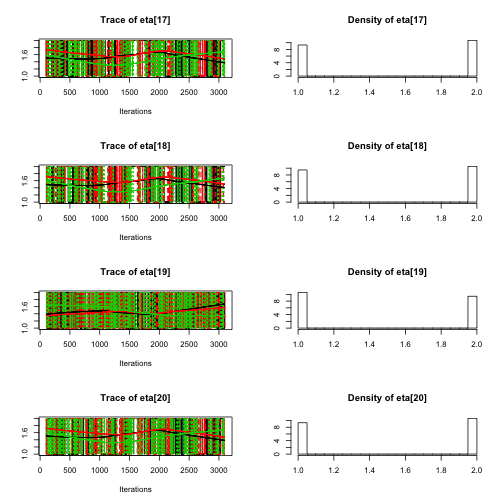 Trace of eta[17]
1.0 1.6
0 500 1000 1500 2000 2500 3000
Iterations
Density of eta[17]
0 4 8
1.0 1.2 1.4 1.6 1.8 2.0
Trace of eta[18]
1.0 1.6
0 500 1000 1500 2000 2500 3000
Iterations
Density of eta[18]
0 4 8
1.0 1.2 1.4 1.6 1.8 2.0
Trace of eta[19]
1.0 1.6
0 500 1000 1500 2000 2500 3000
Iterations
Density of eta[19]
0 4 8
1.0 1.2 1.4 1.6 1.8 2.0
Trace of eta[20]
1.0 1.6
0 500 1000 1500 2000 2500 3000
Iterations
Density of eta[20]
0 4 8
1.0 1.2 1.4 1.6 1.8 2.0